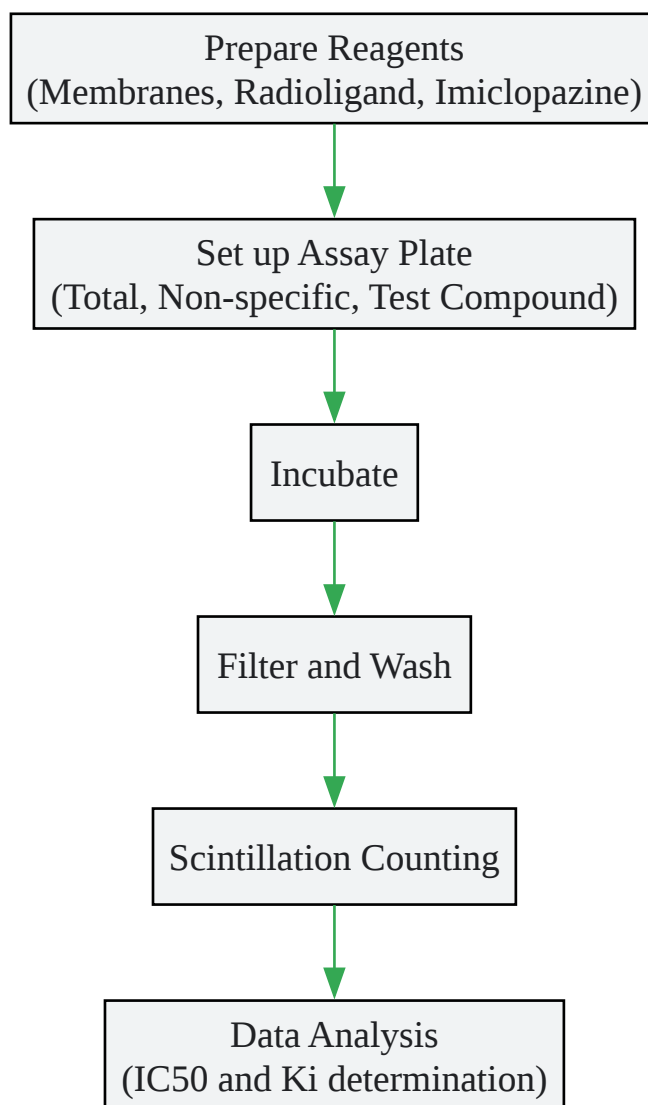 Prepare Reagents
(Membranes, Radioligand, Imiclopazine)
Set up Assay Plate
(Total, Non-specific, Test Compound)
Incubate
Filter and Wash
Scintillation Counting
Data Analysis
(IC50 and Ki determination)